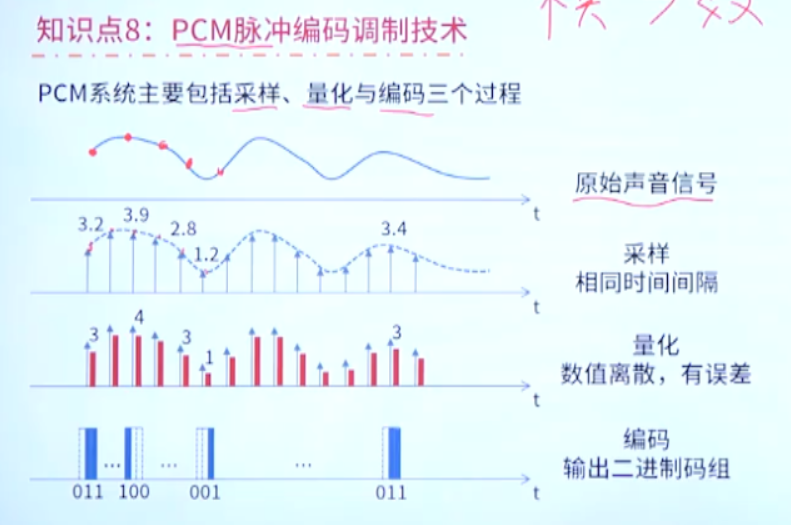 知识点8：PCM脉冲编码调制技术
模 数
PCM系统主要包括采样、量化与编码三个过程
原始声音信号
t
3.2 3.9 2.8 1.2 3.4
采样
相同时间间隔
t
3 4 3 1 3
量化
数值离散，有误差
t
... ... ...
编码
输出二进制码组
011 100 001 011 t